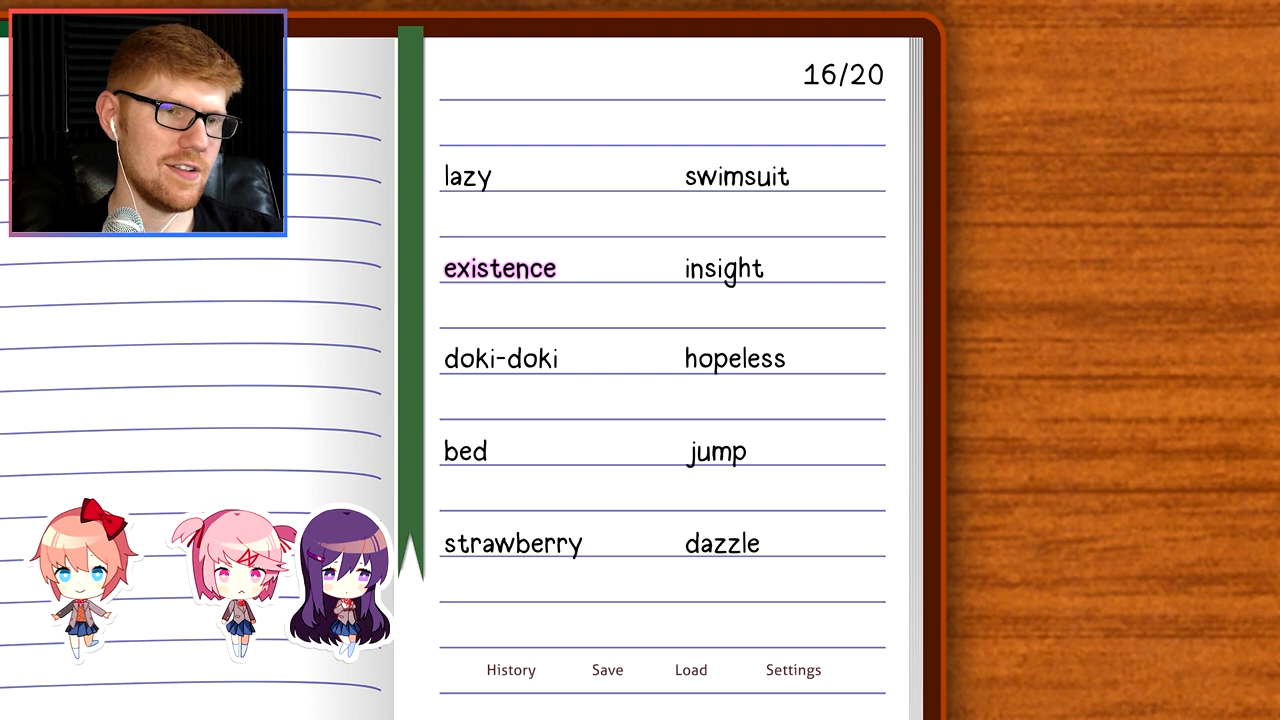 16/20
lazy swimsuit
existence insight
doki-doki hopeless
bed jump
strawberry dazzle
History Save Load Settings